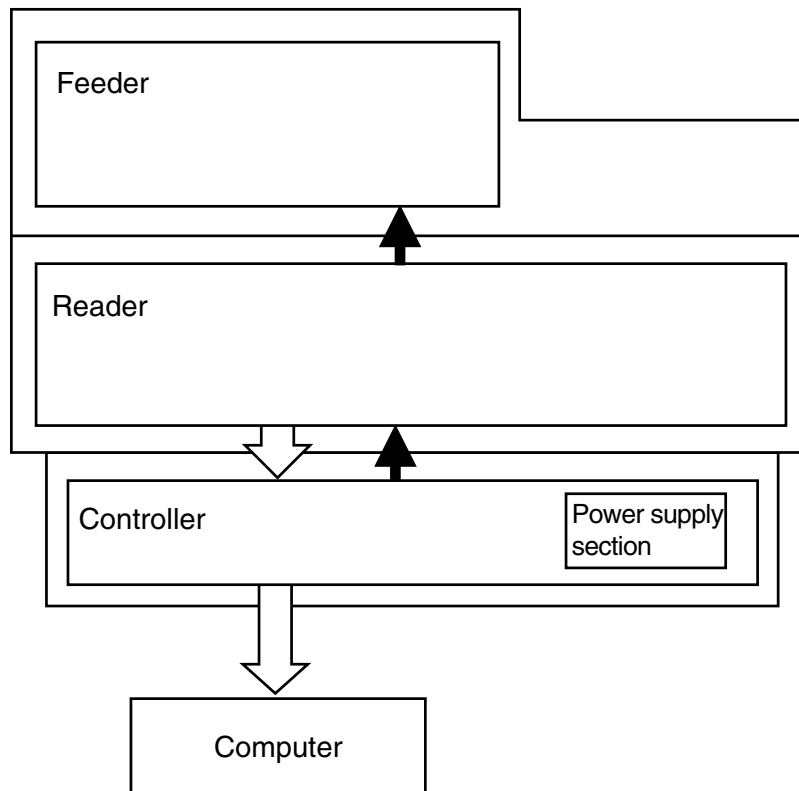 Feeder
Reader
Controller
Power supply
section
Computer